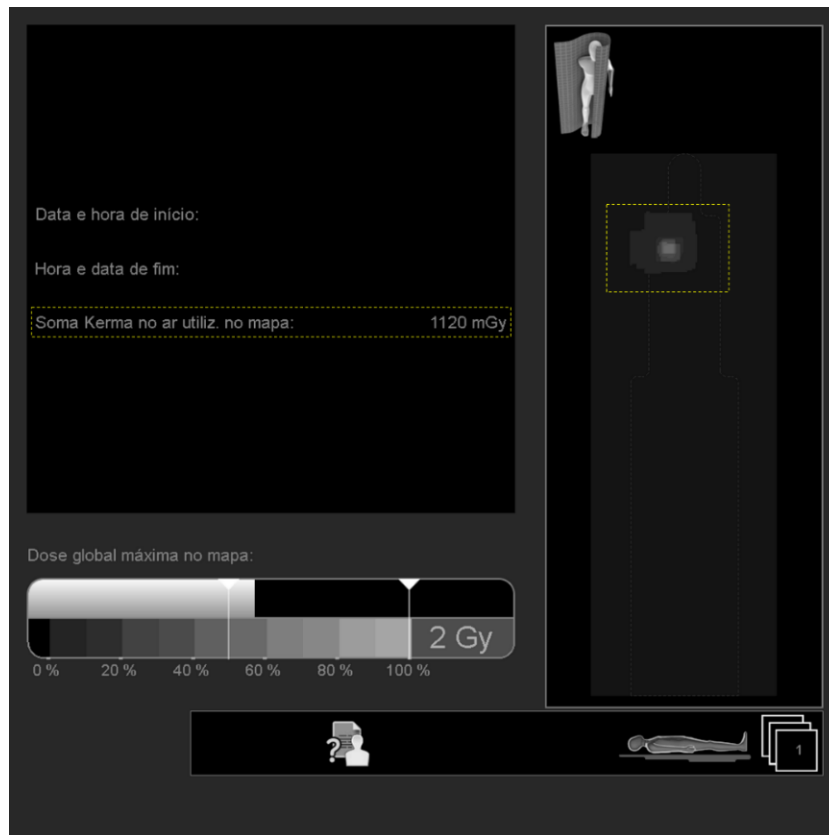 Data e hora de início:
Hora e data de fim:
Soma Kerma no ar utiliz. no mapa: 1120 mGy
Dose global máxima no mapa:
2 Gy
0 % 20 % 40 % 60 % 80 % 100 %
?
1